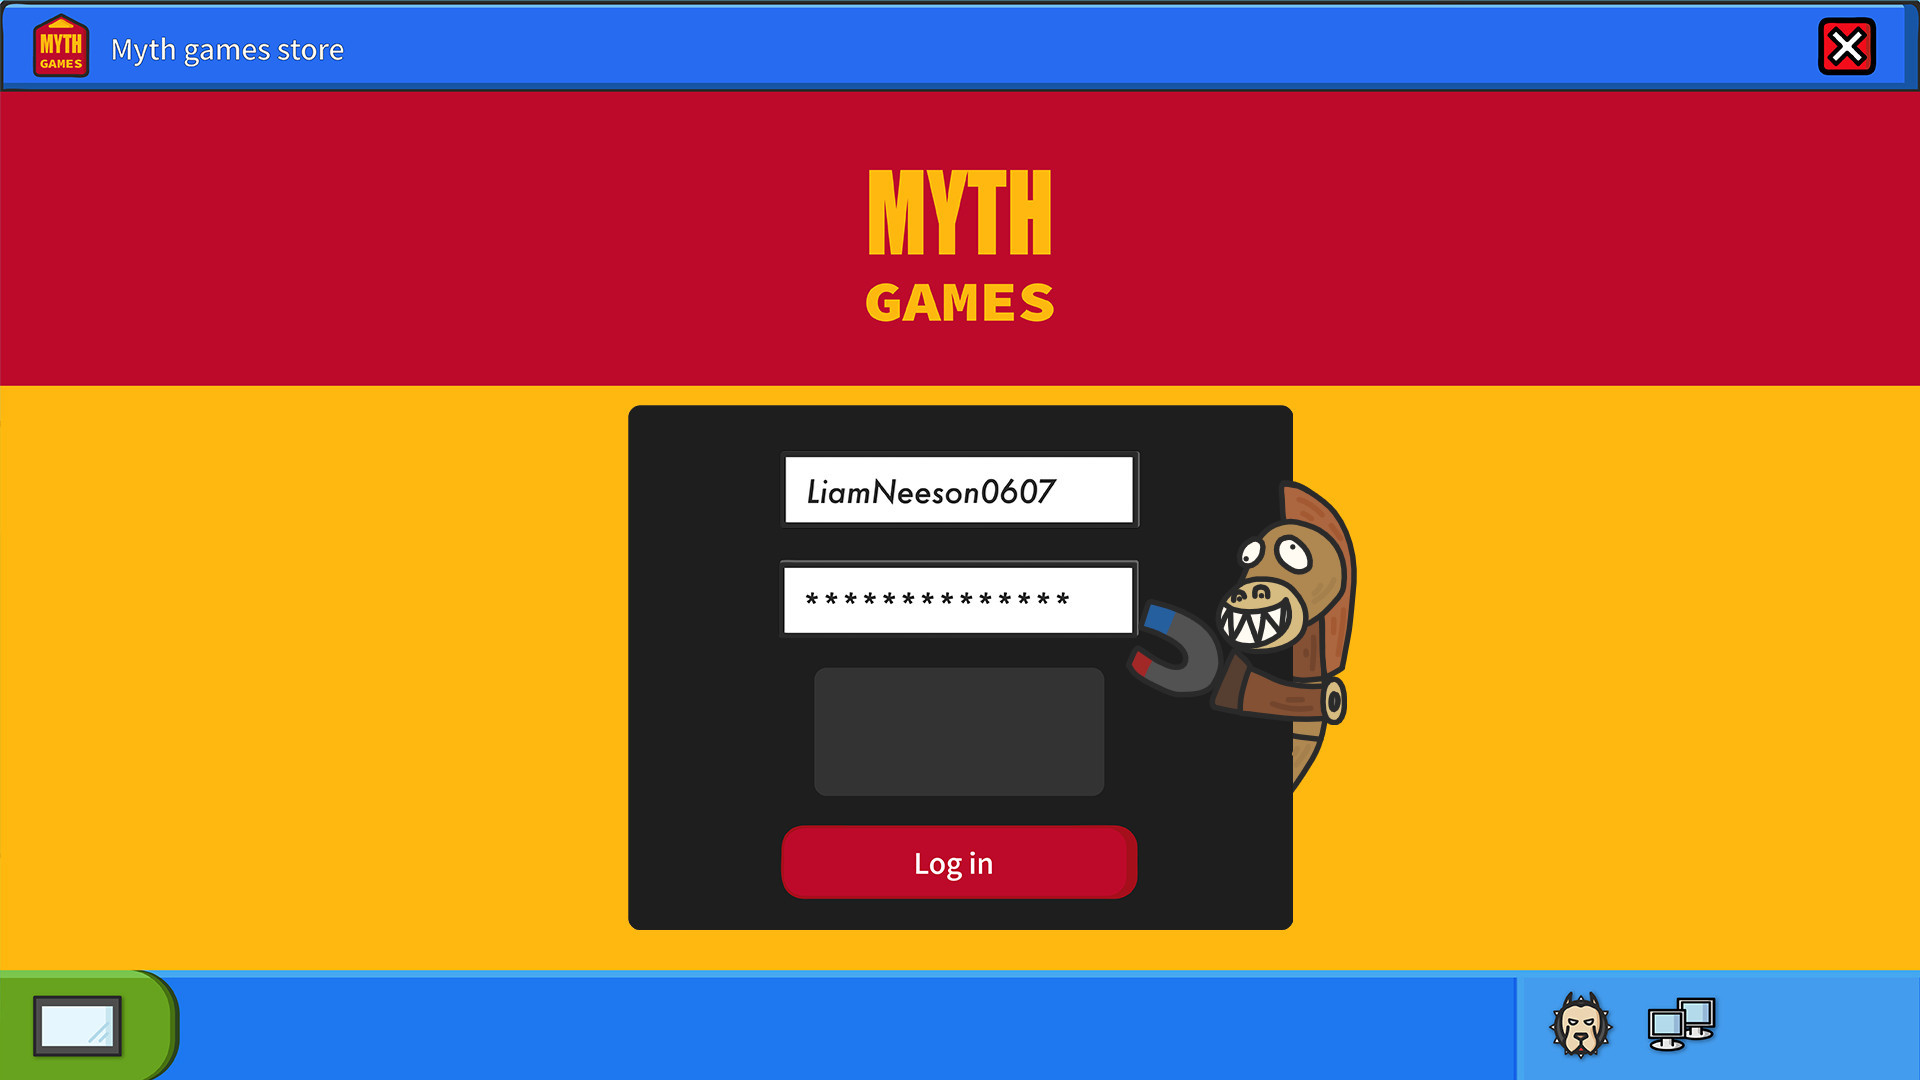 MYTH
GAMES
Myth games store
MYTH
GAMES
LiamNeeson0607
**************
Log in